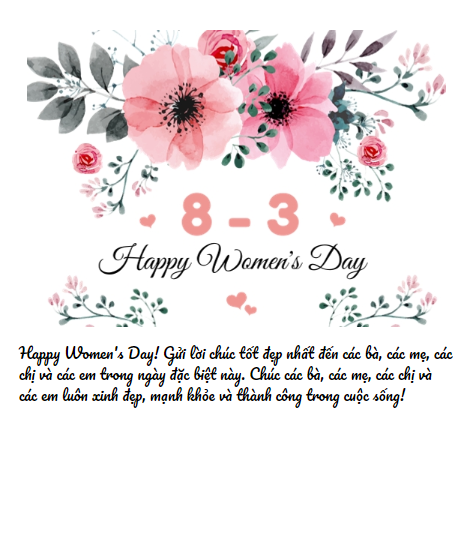 8 - 3
Happy Women's Day
Happy Women's Day! Gửi lời chúc tốt đẹp nhất đến các bà, các mẹ, các
chị và các em trong ngày đặc biệt này. Chúc các bà, các mẹ, các chị và
các em luôn xinh đẹp, mạnh khỏe và thành công trong cuộc sống!